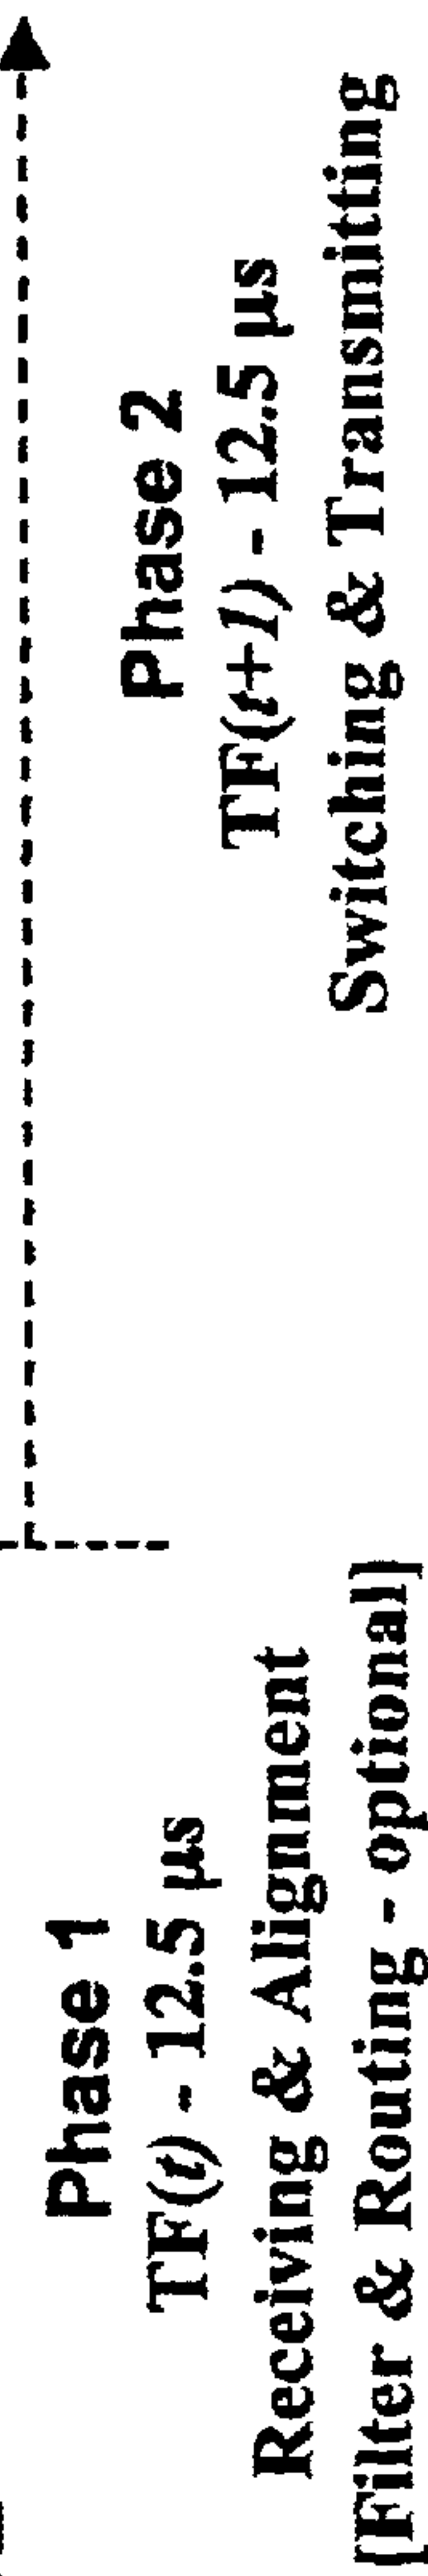 Phase 1
TF(t) - 12.5 µs
Receiving & Alignment
[Filter & Routing - optional]
Phase 2
TF(t+1) - 12.5 µs
Switching & Transmitting